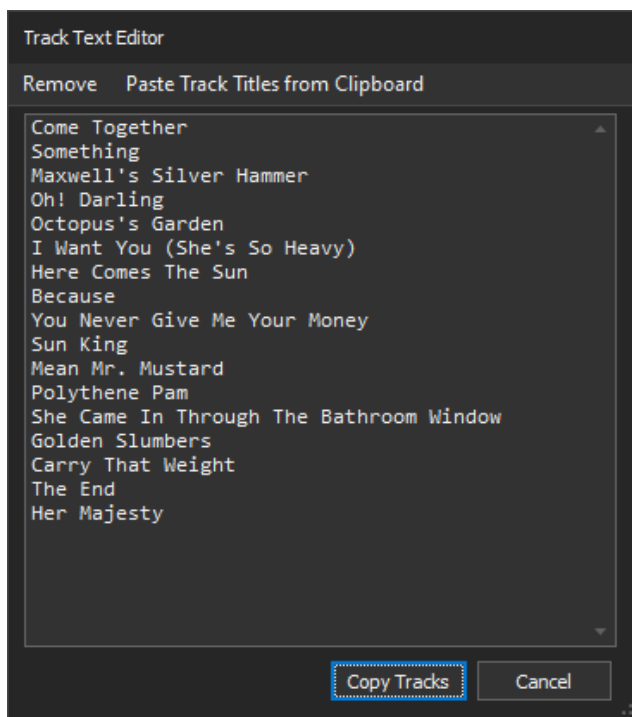 Track Text Editor
Remove Paste Track Titles from Clipboard
Come Together
Something
Maxwell's Silver Hammer
Oh! Darling
Octopus's Garden
I Want You (She's So Heavy)
Here Comes The Sun
Because
You Never Give Me Your Money
Sun King
Mean Mr. Mustard
Polythene Pam
She Came In Through The Bathroom Window
Golden Slumbers
Carry That Weight
The End
Her Majesty
Copy Tracks Cancel